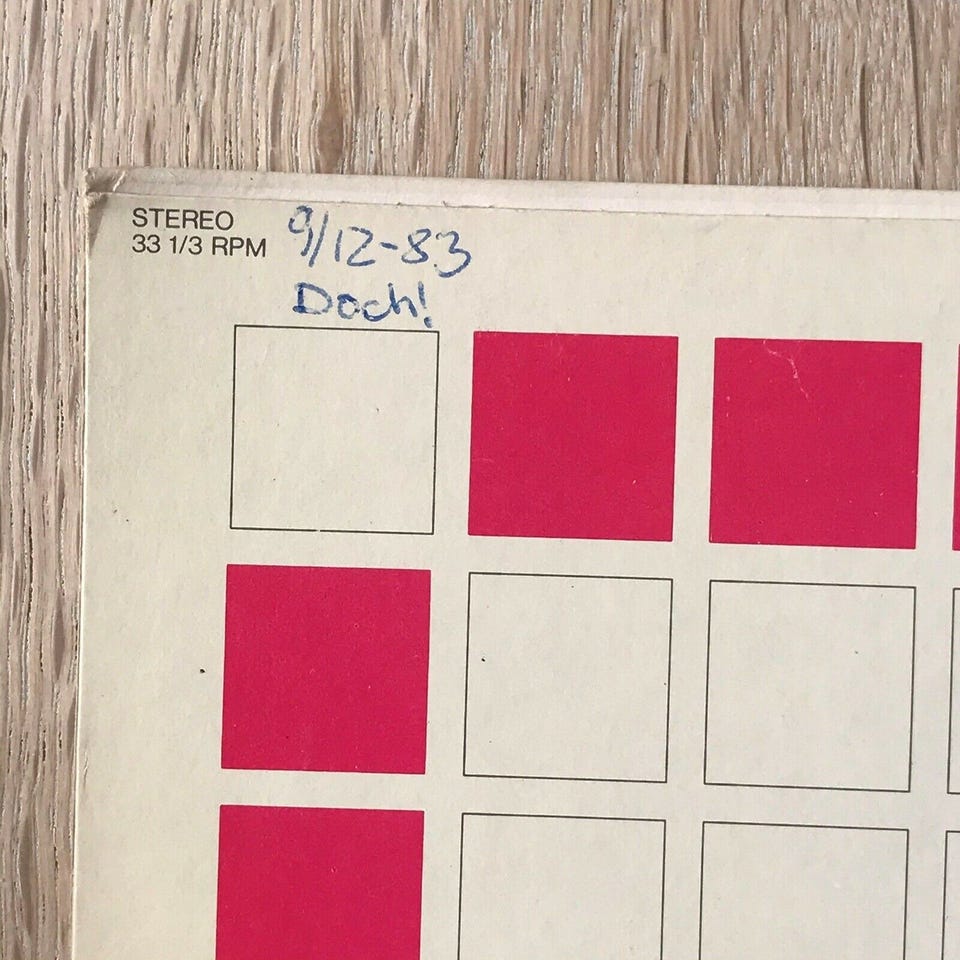 STEREO
33 1/3 RPM
9/12-83
Doch!